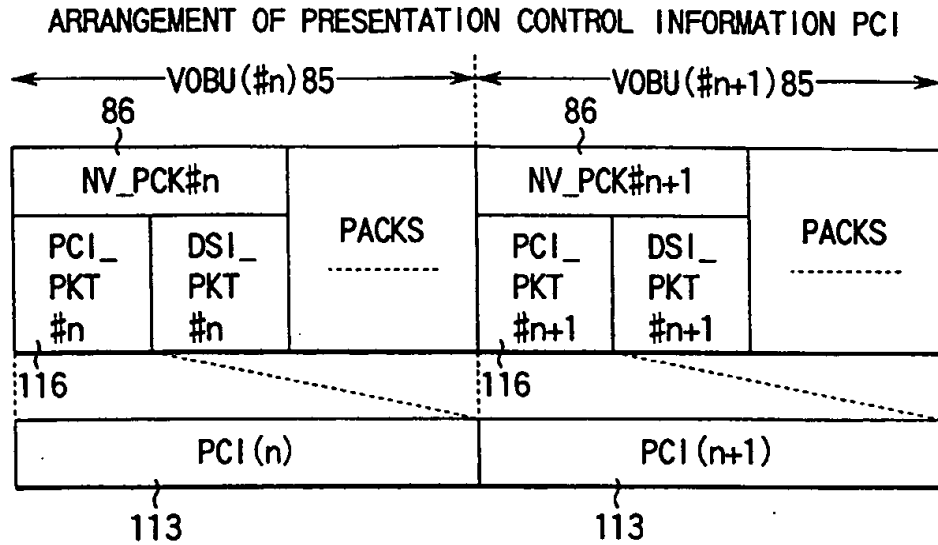 ARRANGEMENT OF PRESENTATION CONTROL INFORMATION PCI
VOBU(#n)85 VOBU(#n+1)85
86 86
NV_PCK#n NV_PCK#n+1
PCI_ DSI_ PACKS PCI_ DSI_ PACKS
PKT PKT PKT PKT
#n #n #n+1 #n+1
116 116
PCI(n) PCI(n+1)
113 113